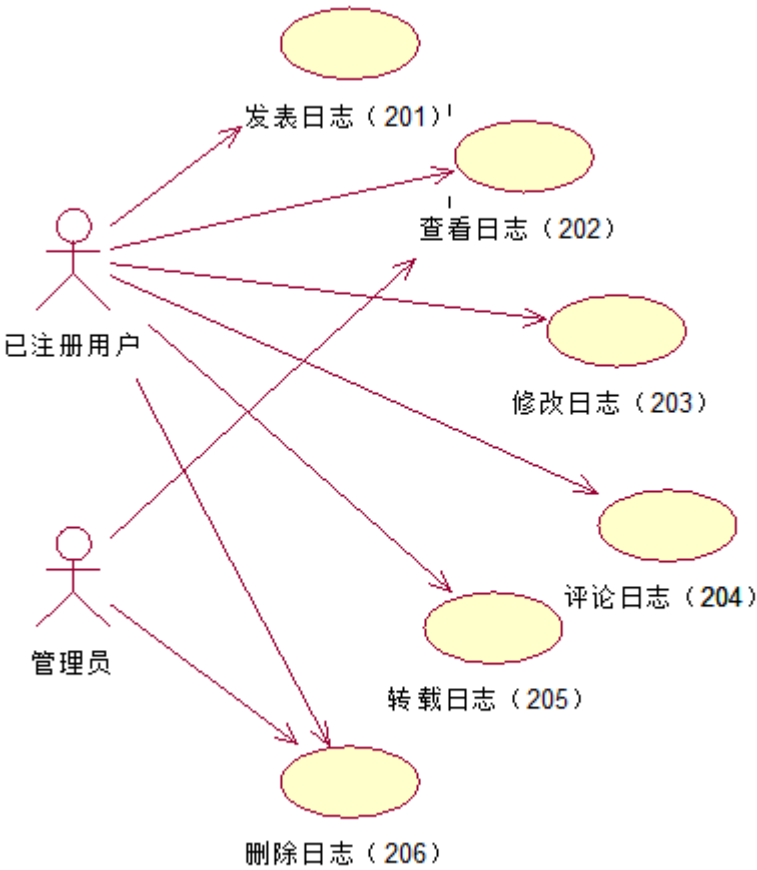 发表日志（201）
查看日志（202）
已注册用户
修改日志（203）
评论日志（204）
管理员
转载日志（205）
删除日志（206）